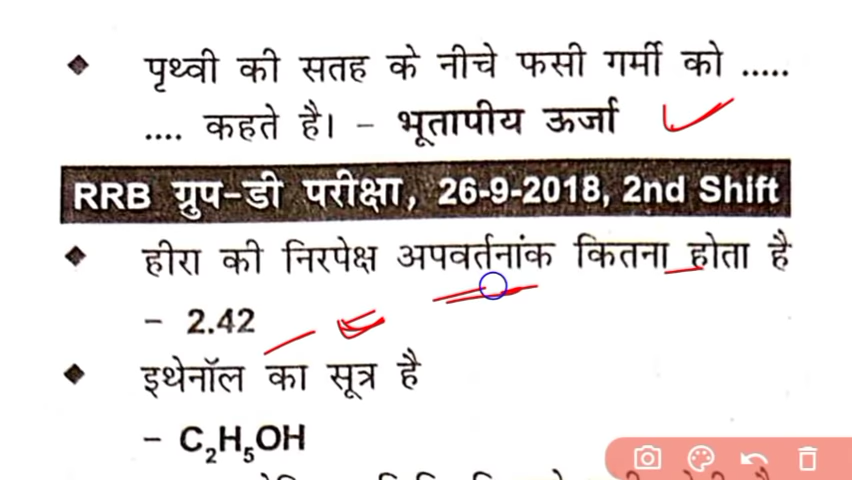 ◆ पृथ्वी की सतह के नीचे फसी गर्मी को .....
.... कहते है। – भूतापीय ऊर्जा
RRB ग्रुप-डी परीक्षा, 26-9-2018, 2nd Shift
◆ हीरा की निरपेक्ष अपवर्तनांक कितना होता है
– 2.42
◆ इथेनॉल का सूत्र है
– C₂H₅OH